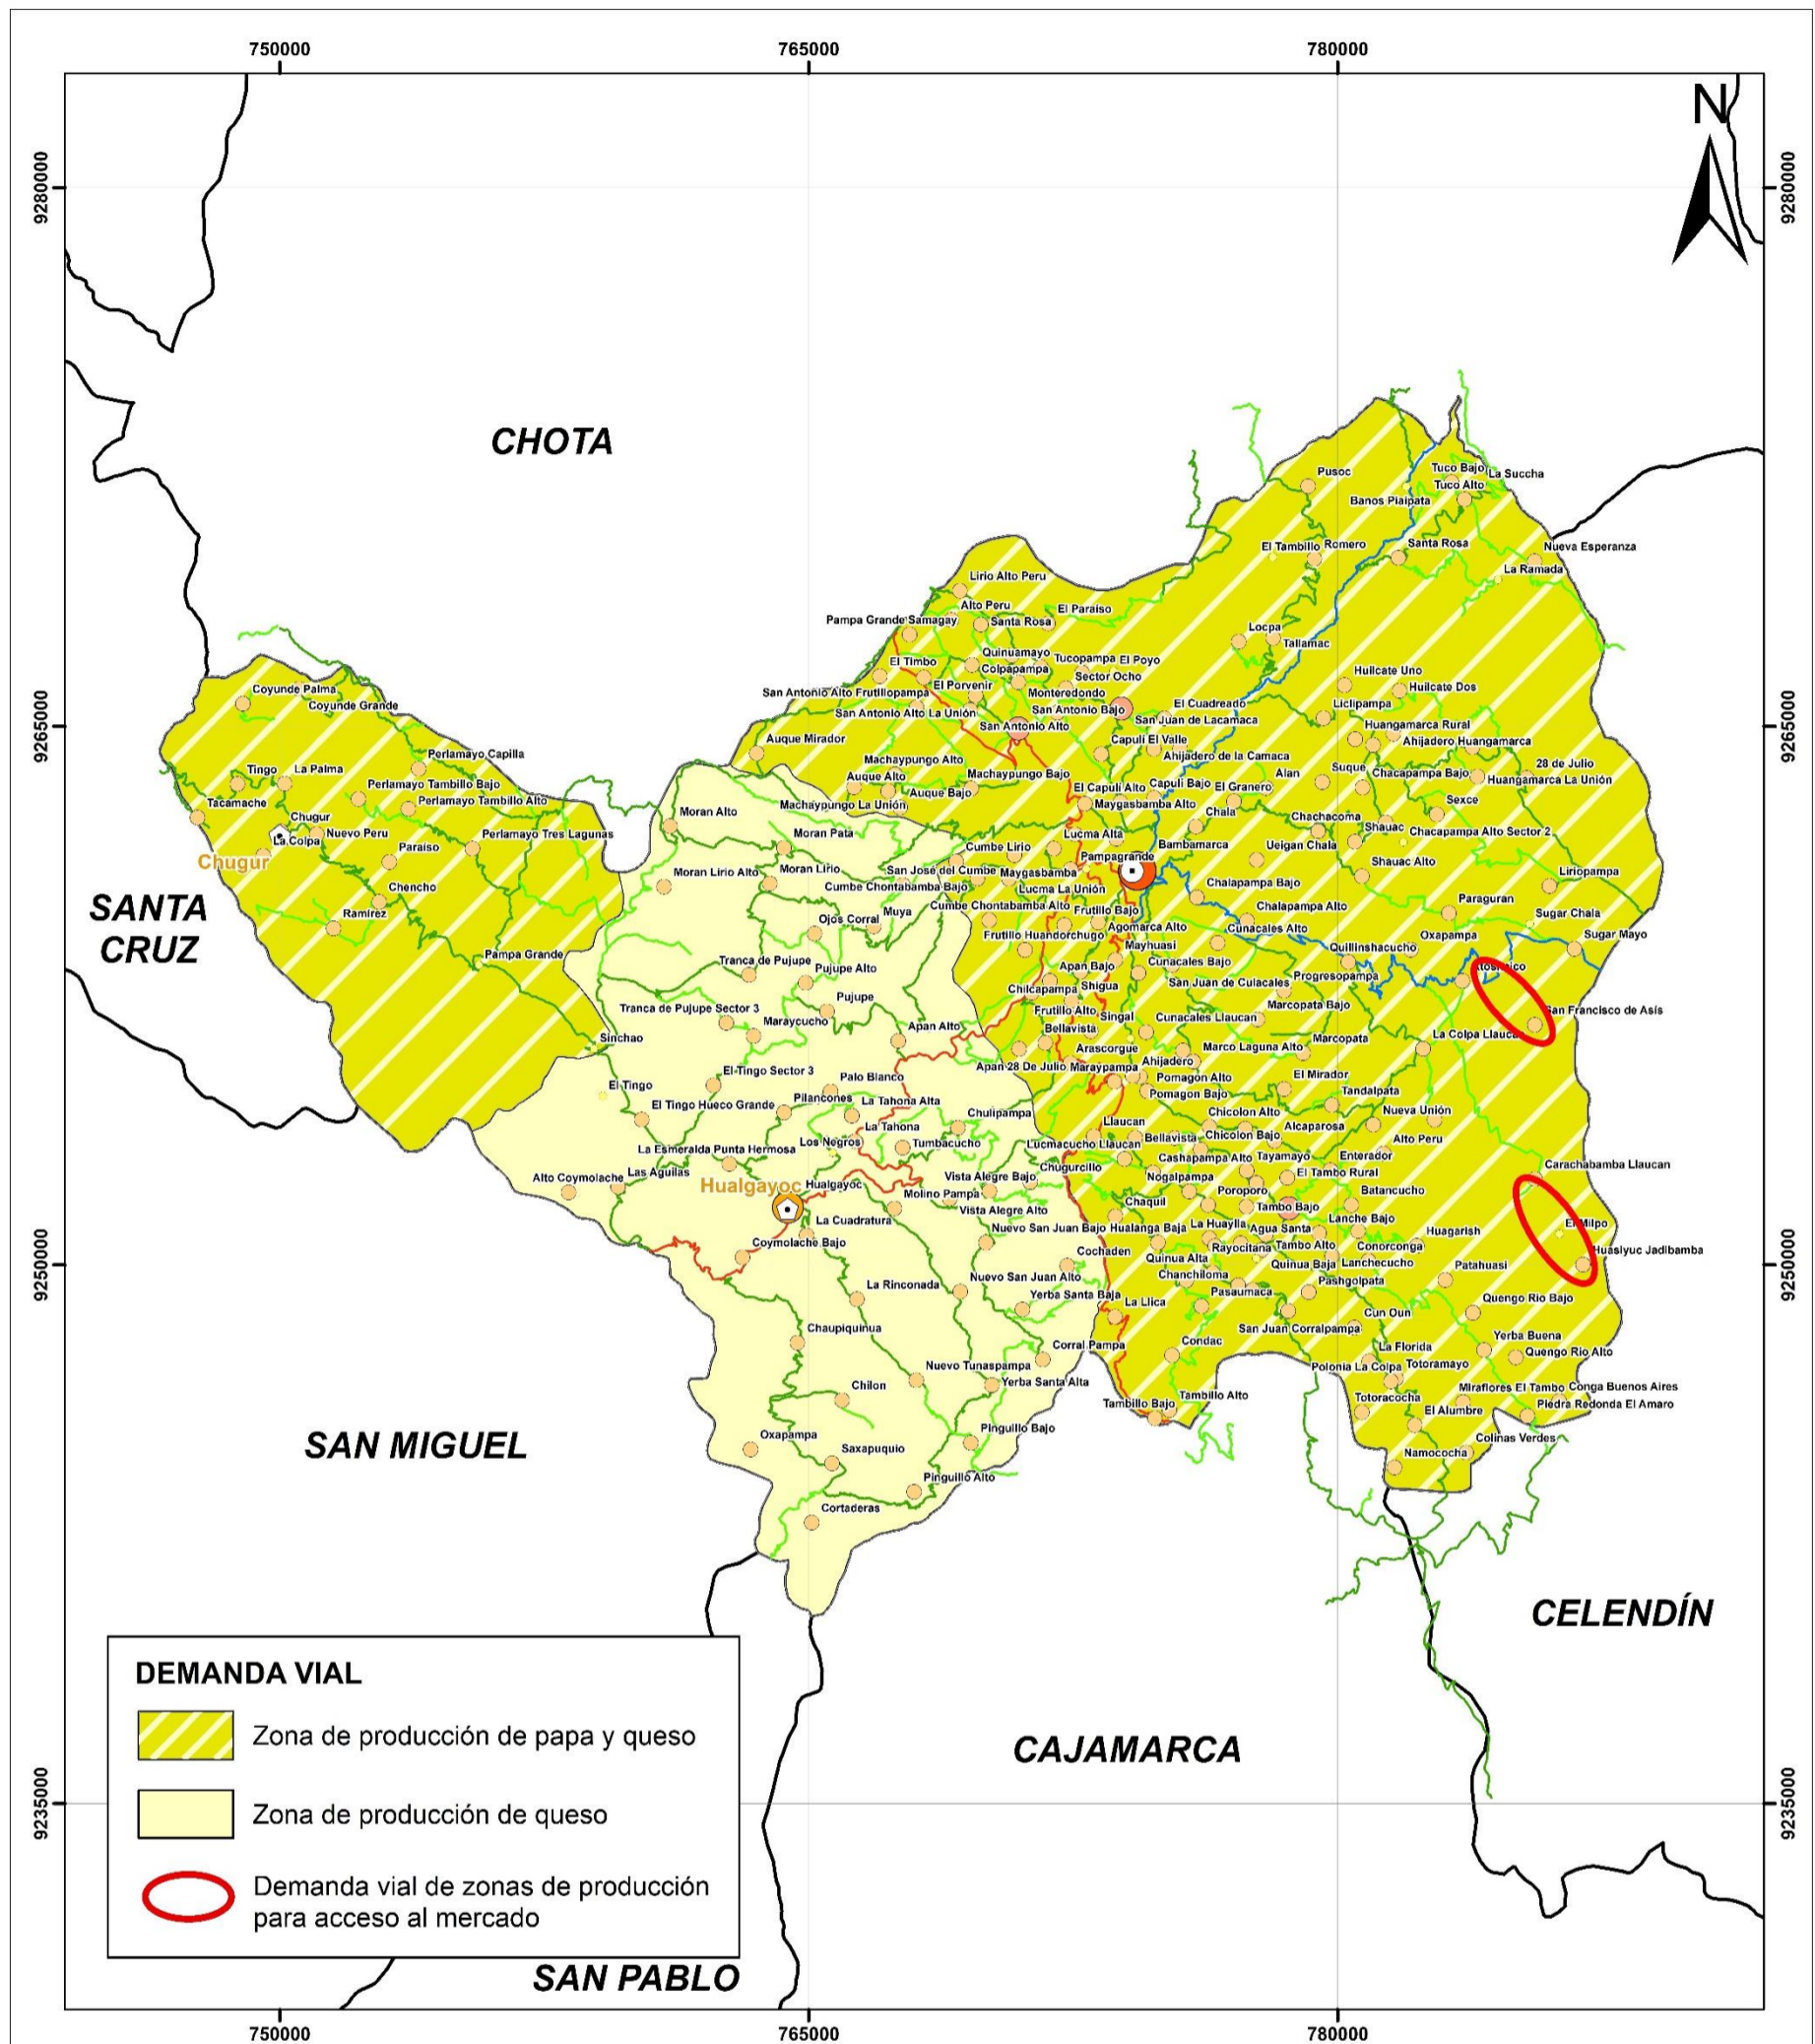 750000
765000
780000
N
9280000
9280000
CHOTA
Pusoc
Tuco Bajo
La Succha
Tuco Alto
Banos Piaipata
El Tambillo
Romero
Santa Rosa
Nueva Esperanza
La Ramada
Lirio Alto Peru
Alto Peru
El Paraiso
Pampa Grande Samagay
Santa Rosa
Locpa
Tallamac
Quinuamayo
Tucopampa
El Poyo
El Timbo
Colpapampa
Sector Ocho
Huilcate Uno
Coyunde Palma
San Antonio Alto Frutillopampa
El Porvenir
Monteredondo
Huilcate Dos
Coyunde Grande
El Cuadreado
Liclipampa
San Antonio Alto La Unión
San Antonio Bajo
San Juan de Lacamaca
9265000
9265000
San Antonio Alto
Huangamarca Rural
Auque Mirador
Capulí El Valle
Ahijadero Huangamarca
Perlamayo Capilla
Machaypungo Alto
Ahijadero de la Camaca
28 de Julio
Tingo
La Palma
Perlamayo Tambillo Bajo
Auque Alto
Machaypungo Bajo
Alan
Suque
Chacapampa Bajo
Huangamarca La Unión
El Capuli Alto
Capuli Bajo
El Granero
Tacamache
Perlamayo Tambillo Alto
Machaypungo La Unión
Auque Bajo
Maygasbamba Alto
Sexce
Moran Alto
Chala
Chugur
Nuevo Peru
Perlamayo Tres Lagunas
Moran Pata
Lucma Alta
Chachacoma
Shauac
Chacapampa Alto Sector 2
La Colpa
Paraíso
Cumbe Lirio
Pampagrande
Bambamarca
Ueigan Chala
Chugur
Shauac Alto
Moran Lirio Alto
Moran Lirio
San José del Cumbe
Maygasbamba
Chencho
Cumbe Chontabamba Bajo
Lucma La Unión
Chalapampa Bajo
Liriopampa
SANTA
CRUZ
Ramirez
Ojos Corral
Muya
Cumbe Chontabamba Alto
Frutillo Bajo
Chalapampa Alto
Paraguran
Sugar Chala
Agomarca Alto
Cunacales Alto
Oxapampa
Frutillo Huandorchugo
Mayhuasi
Quillinshacucho
Sugar Mayo
Pampa Grande
Tranca de Pujupe
Pujupe Alto
Apan Bajo
Cunacales Bajo
Progresopampa
Chilcapampa
Shigua
San Juan de Culacales
Tranca de Pujupe Sector 3
Pujupe
Frutillo Alto
Singal
Marcopata Bajo
San Francisco de Asís
Maraycucho
Apan Alto
Bellavista
Cunacales Llaucan
Sinchao
Arascorgue
Marco Laguna Alto
Marcopata
Apan 28 De Julio
Maraypampa
Ahijadero
El Tingo
El Tingo Sector 3
Palo Blanco
Pomagon Alto
El Mirador
Pomagon Bajo
Tandalpata
El Tingo Hueco Grande
Pilancones
La Tahona Alta
Chulipampa
Llaucan
Chicolon Alto
Nueva Unión
La Tahona
Alcaparosa
La Esmeralda Punta Hermosa
Los Negros
Tumbacucho
Lucmacucho Llaucan
Bellavista
Chicolon Bajo
Alto Peru
Cashapampa Alto
Tayamayo
Enterador
Alto Coymolache
Las Aguilas
Hualgayoc
Hualgayoc
Vista Alegre Bajo
Chugurcillo
Nogalpampa
El Tambo Rural
Carachabamba Llaucan
Molino Pampa
Chaquil
Poroporo
Batancucho
La Cuadratura
Vista Alegre Alto
Tambo Bajo
Coymolache Bajo
Nuevo San Juan Bajo
Hualanga Baja
La Huaylla
Agua Santa
Lanche Bajo
El Milpo
9250000
9250000
Cochaden
Quinua Alta
Rayocitana
Tambo Alto
Conorconga
Huagarish
Huasiyuc Jadibamba
Quinua Baja
Lanchecucho
La Rinconada
Nuevo San Juan Alto
Chanchiloma
Pashgolpata
Patahuasi
Yerba Santa Baja
La Llica
Pasaumaca
Quengo Rio Bajo
Chaupiquinua
San Juan Corralpampa
Cun Oun
Condac
Corral Pampa
La Florida
Yerba Buena
Quengo Rio Alto
Nuevo Tunaspampa
Polonia La Colpa
Totoramayo
Chilon
Yerba Santa Alta
Tambillo Bajo
Tambillo Alto
Totoracocha
Miraflores El Tambo
Conga Buenos Aires
El Alumbre
Piedra Redonda El Amaro
SAN MIGUEL
Oxapampa
Saxapuquio
Pinguillo Bajo
Namococha
Colinas Verdes
Pinguillo Alto
Cortaderas
CELENDÍN
DEMANDA VIAL
Zona de producción de papa y queso
CAJAMARCA
9235000
9235000
Zona de producción de queso
Demanda vial de zonas de producción
para acceso al mercado
SAN PABLO
750000
765000
780000